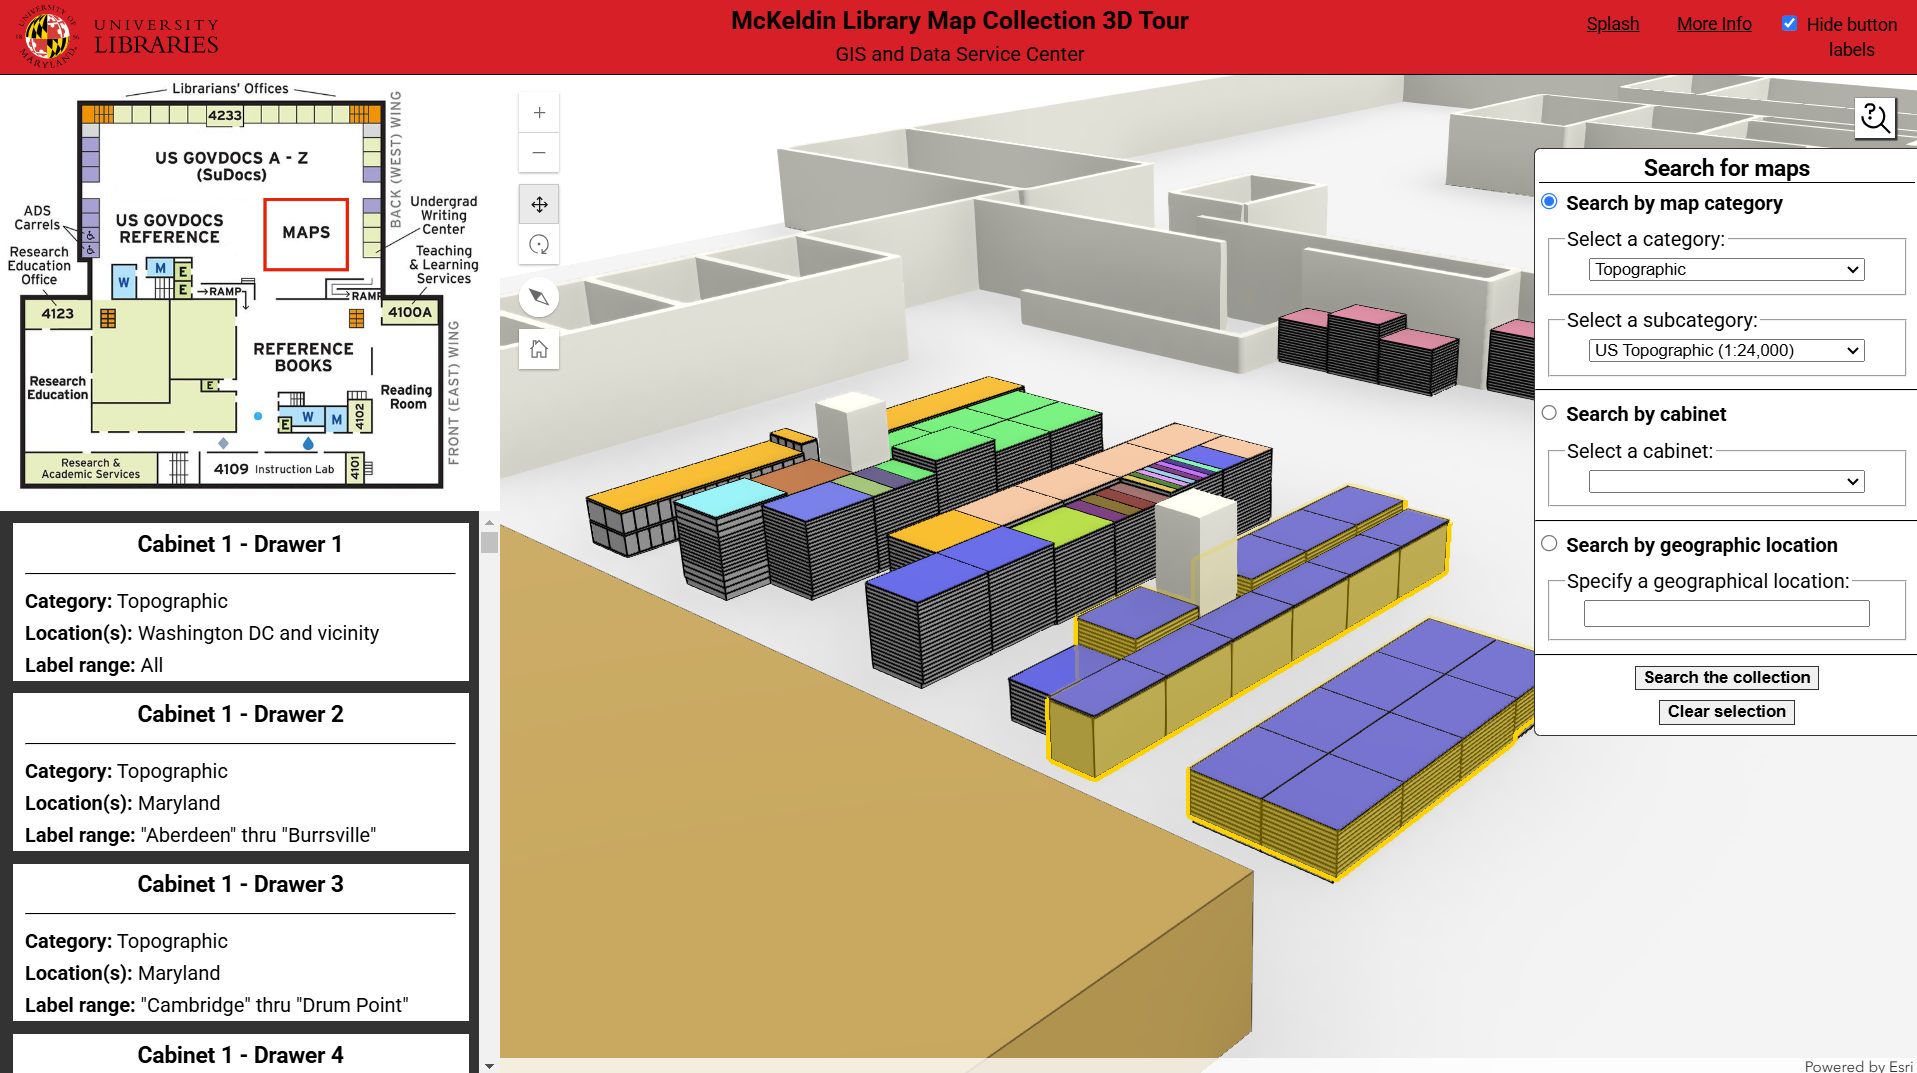 UNIVERSITY
LIBRARIES
McKeldin Library Map Collection 3D Tour
GIS and Data Service Center
Splash
More Info
Hide button
labels
Librarians' Offices
4233
US GOVDOCS A - Z
(SuDocs)
BACK (WEST) WING
ADS
Carrels
US GOVDOCS
REFERENCE
MAPS
Undergrad
Writing
Center
Research
Education
Office
Teaching
& Learning
Services
W
M
E
E
RAMP
RAMP
4123
4100A
REFERENCE
BOOKS
FRONT (EAST) WING
Research
Education
E
Reading
Room
W
M
E
4102
Research &
Academic Services
4109 Instruction Lab
4101
Cabinet 1 - Drawer 1
Category: Topographic
Location(s): Washington DC and vicinity
Label range: All
Cabinet 1 - Drawer 2
Category: Topographic
Location(s): Maryland
Label range: "Aberdeen" thru "Burrsville"
Cabinet 1 - Drawer 3
Category: Topographic
Location(s): Maryland
Label range: "Cambridge" thru "Drum Point"
Cabinet 1 - Drawer 4
Search for maps
Search by map category
Select a category:
Topographic
Select a subcategory:
US Topographic (1:24,000)
Search by cabinet
Select a cabinet:
Search by geographic location
Specify a geographical location:
Search the collection
Clear selection
Powered by Esri